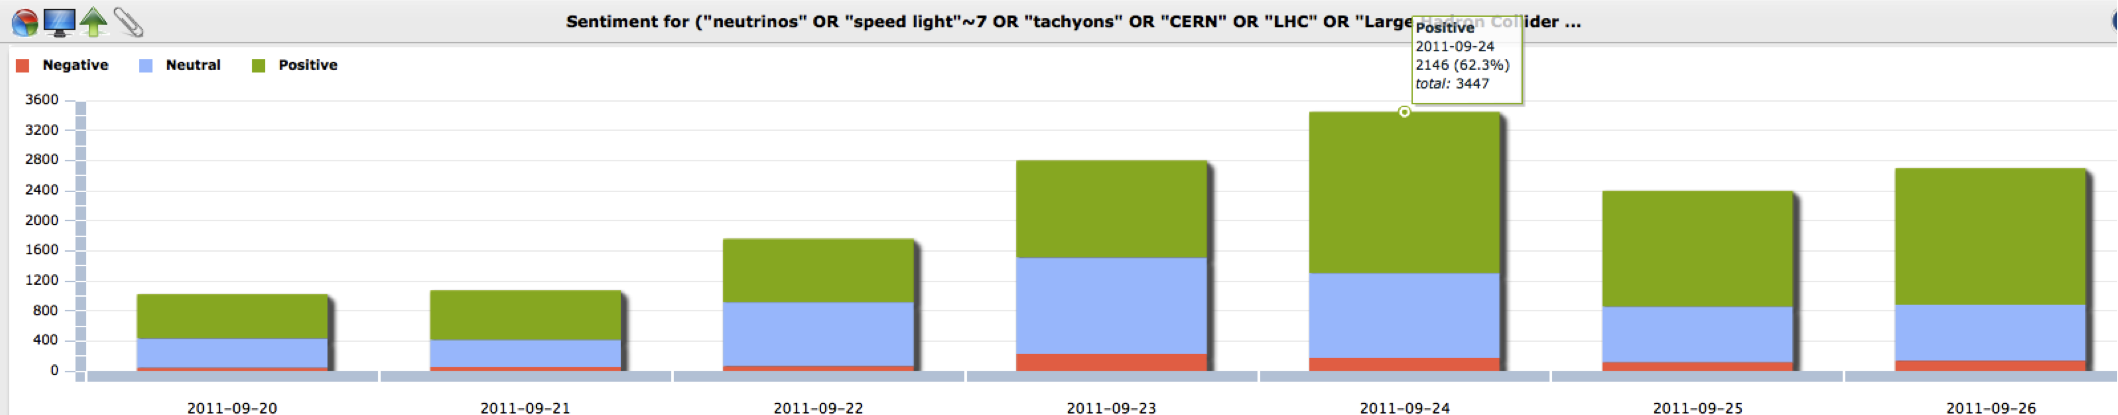 Sentiment for ("neutrinos" OR "speed light"~7 OR "tachyons" OR "CERN" OR "LHC" OR "Large Hadron Collider ...
Positive
2011-09-24
2146 (62.3%)
total: 3447
Negative Neutral Positive
3600
3200
2800
2400
2000
1600
1200
800
400
0
2011-09-20 2011-09-21 2011-09-22 2011-09-23 2011-09-24 2011-09-25 2011-09-26